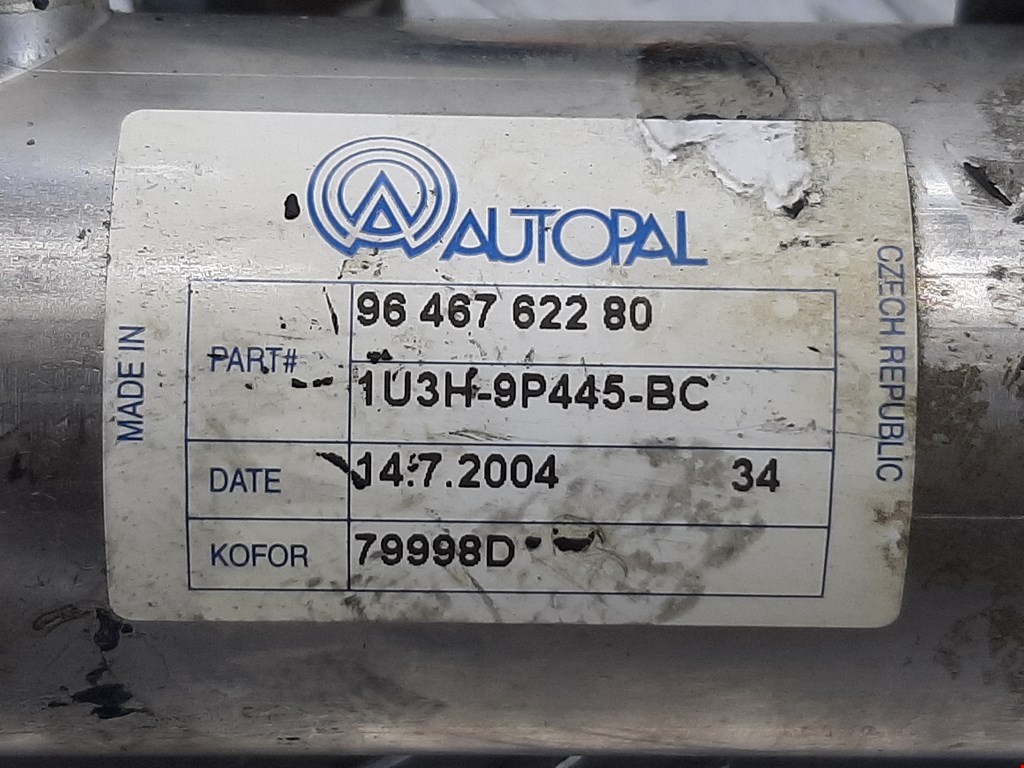 AUTOPAL
MADE IN
CZECH REPUBLIC
PART#
96 467 622 80
1U3H-9P445-BC
DATE
14.7.2004 34
KOFOR
79998D